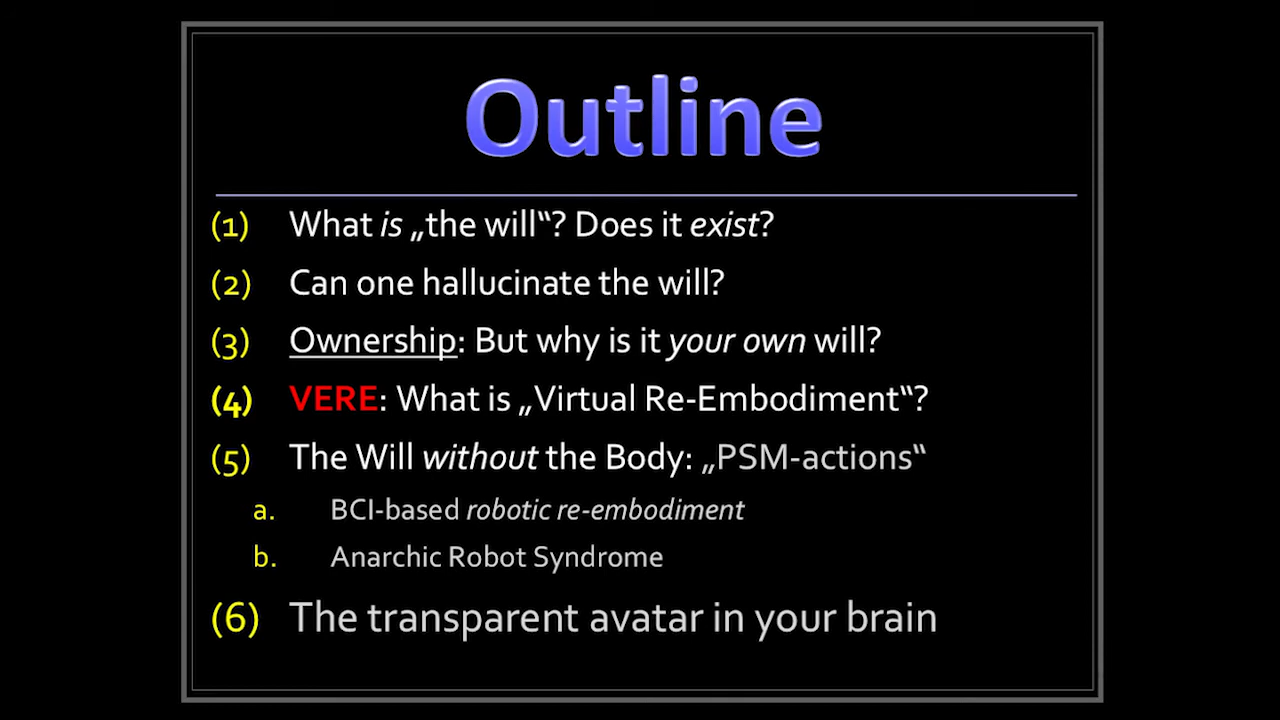 Outline
(1) What is „the will“? Does it exist?
(2) Can one hallucinate the will?
(3) Ownership: But why is it your own will?
(4) VERE: What is „Virtual Re-Embodiment“?
(5) The Will without the Body: „PSM-actions“
a. BCI-based robotic re-embodiment
b. Anarchic Robot Syndrome
(6) The transparent avatar in your brain